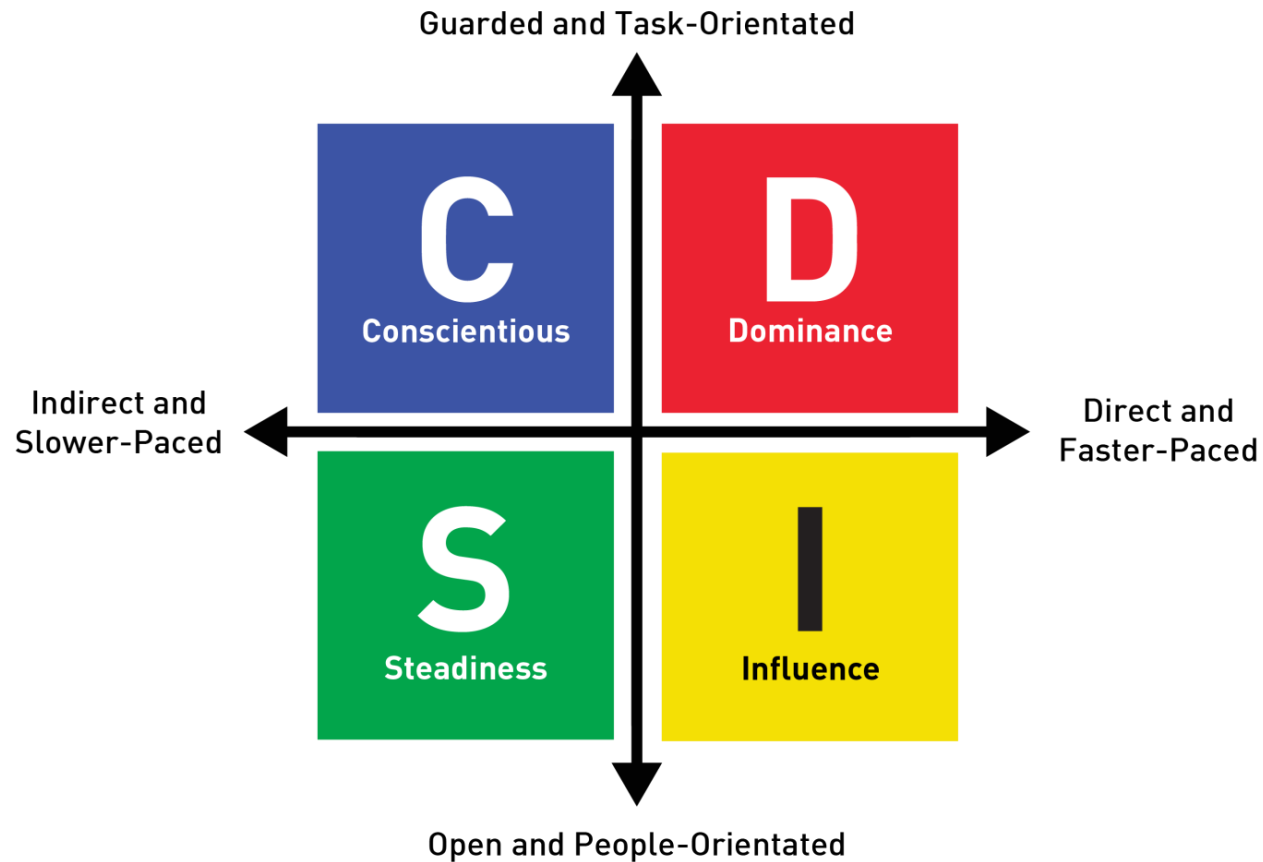 Guarded and Task-Orientated
C
Conscientious
D
Dominance
Indirect and
Slower-Paced
Direct and
Faster-Paced
S
Steadiness
I
Influence
Open and People-Orientated